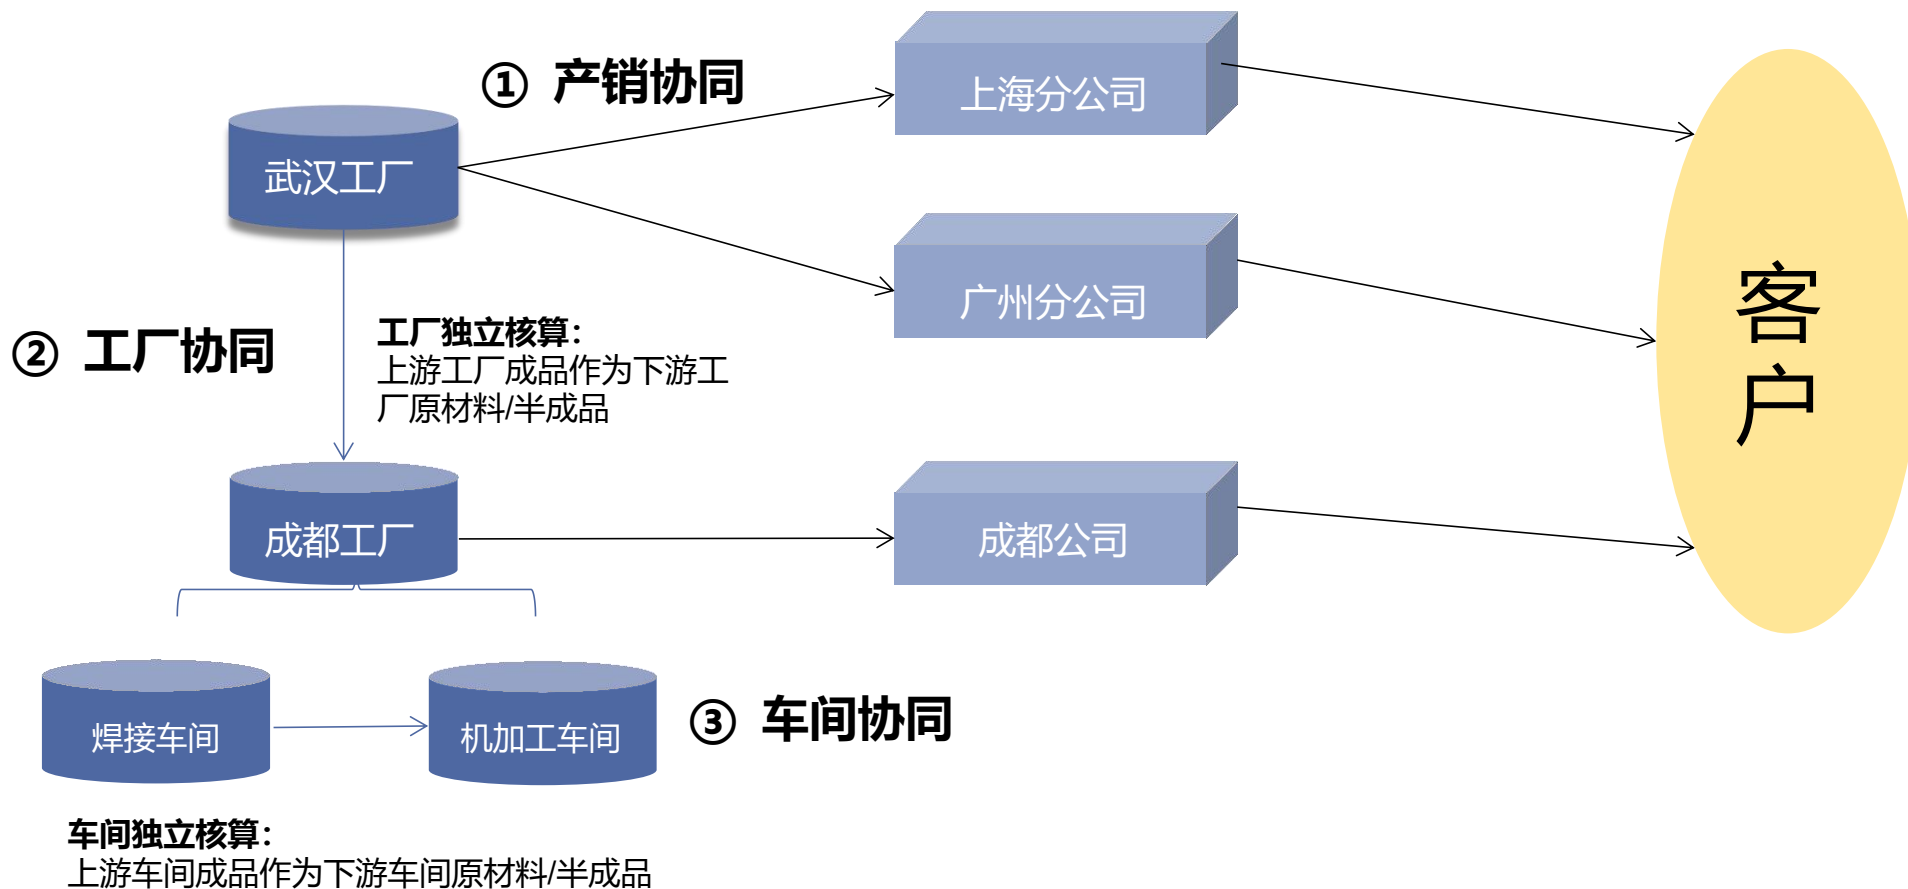 ① 产销协同
上海分公司
武汉工厂
广州分公司
客
户
② 工厂协同
工厂独立核算：
上游工厂成品作为下游工
厂原材料/半成品
成都工厂
成都公司
焊接车间
机加工车间
③ 车间协同
车间独立核算：
上游车间成品作为下游车间原材料/半成品